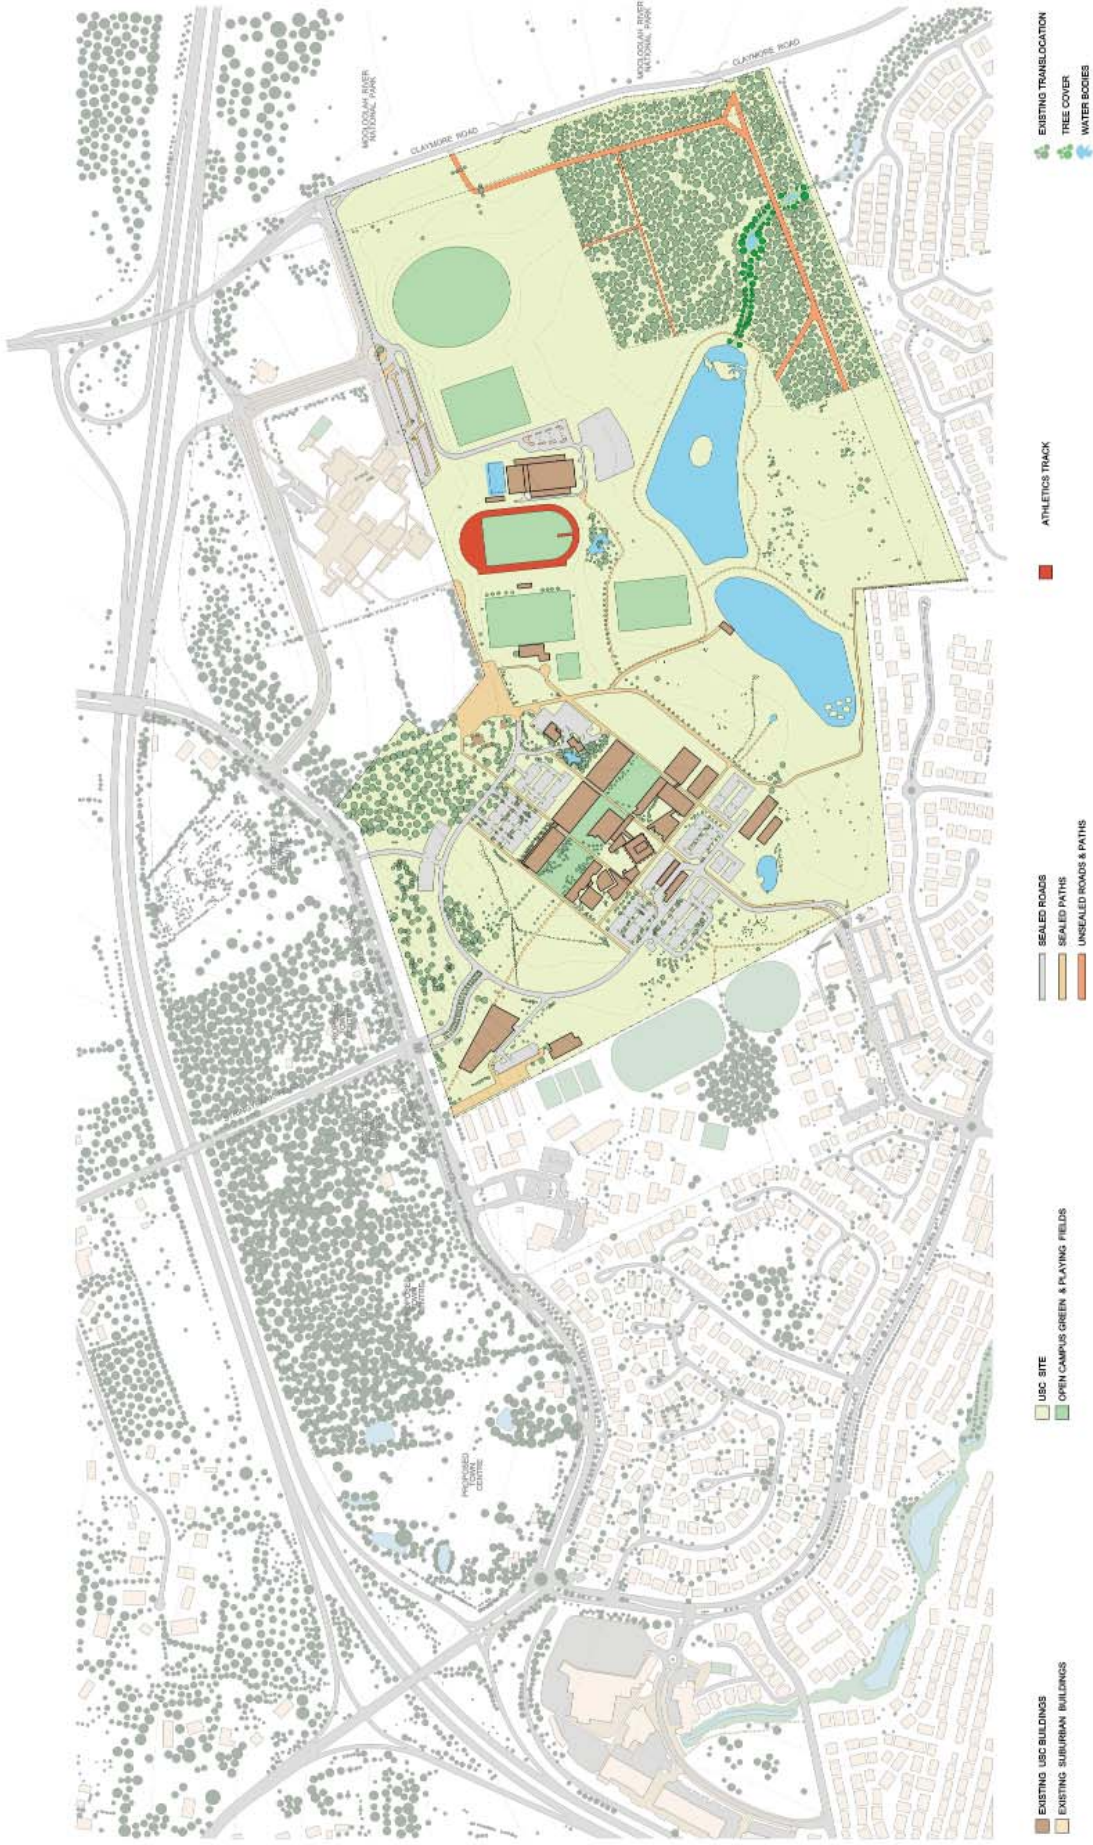 MOOLOOLAH RIVER
NATIONAL PARK
MOOLOOLAH RIVER
NATIONAL PARK
CLAYMORE ROAD
CLAYMORE ROAD
PROPOSED
TOWN
CENTRE
EXISTING USC BUILDINGS
EXISTING SUBURBAN BUILDINGS
USC SITE
OPEN CAMPUS GREEN & PLAYING FIELDS
SEALED ROADS
SEALED PATHS
UNSEALED ROADS & PATHS
ATHLETICS TRACK
EXISTING TRANSLOCATION
TREE COVER
WATER BODIES